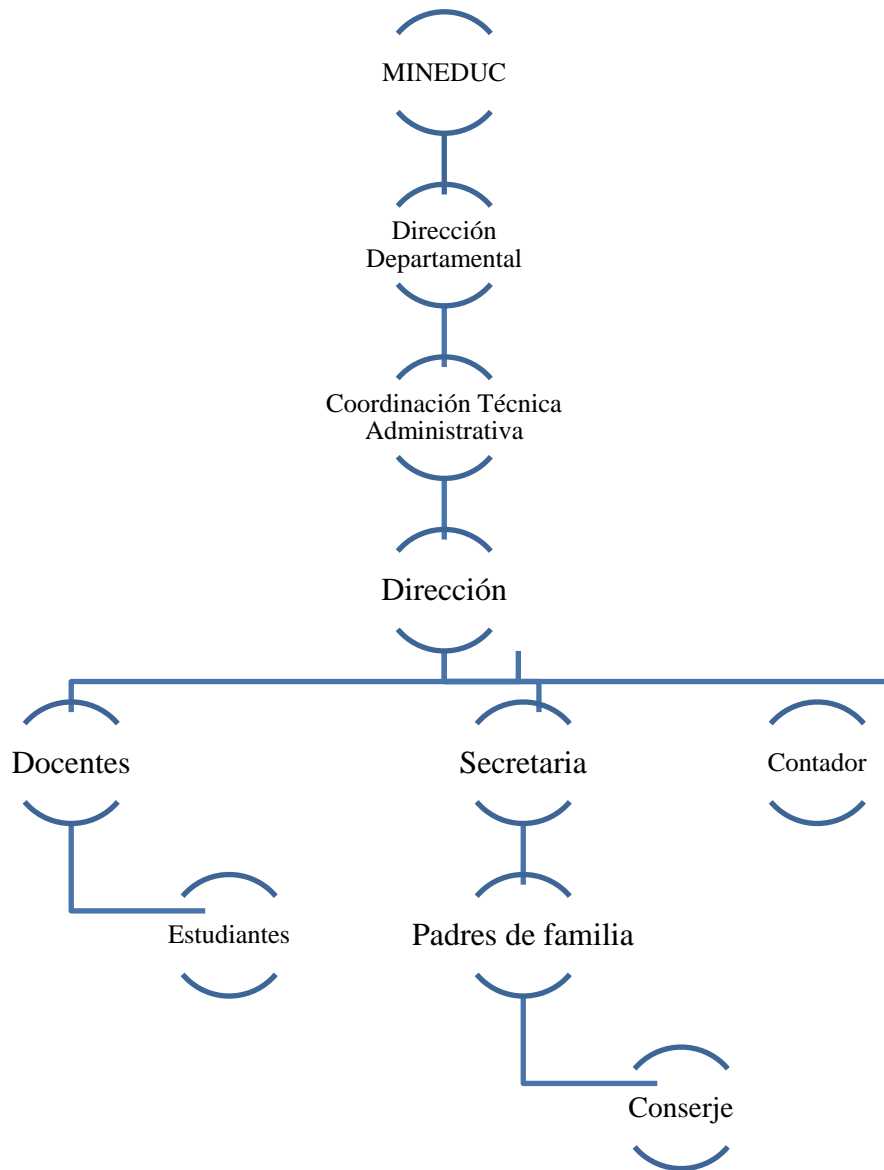 MINEDUC
Dirección
Departamental
Coordinación Técnica
Administrativa
Dirección
Docentes
Secretaria
Contador
Estudiantes
Padres de familia
Conserje